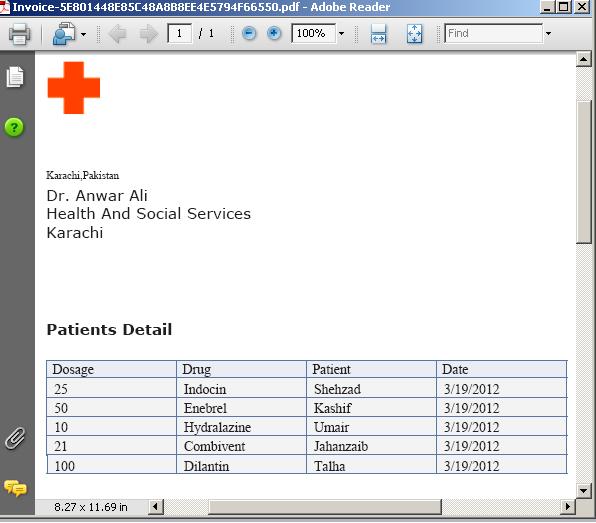 Invoice-5E801448E85C48A8B8EE4E5794F66550.pdf - Adobe Reader
1 / 1 100% Find
Karachi,Pakistan
Dr. Anwar Ali
Health And Social Services
Karachi
Patients Detail
Dosage Drug Patient Date
25 Indocin Shehzad 3/19/2012
50 Enebrel Kashif 3/19/2012
10 Hydralazine Umair 3/19/2012
21 Combivent Jahanzaib 3/19/2012
100 Dilantin Talha 3/19/2012
8.27 x 11.69 in